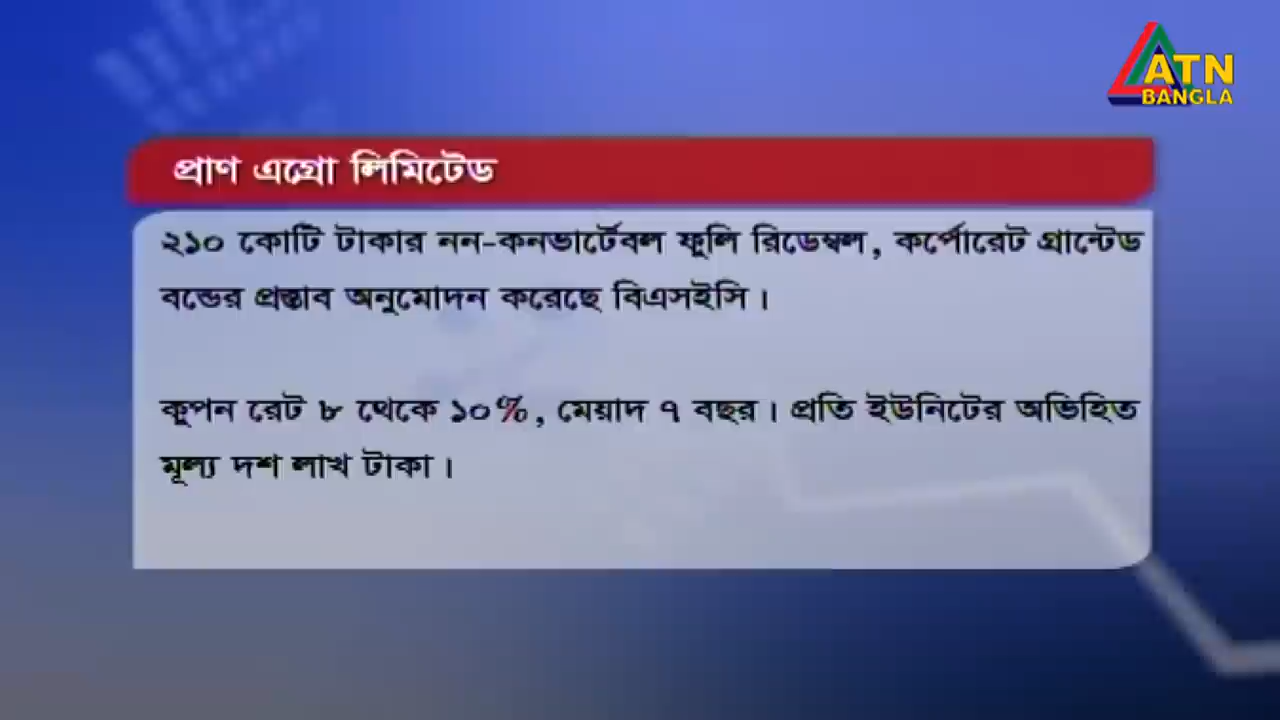 ATN
BANGLA
প্রাণ এগ্রো লিমিটেড
২১০ কোটি টাকার নন-কনভার্টেবল ফুলি রিডেম্বল, কর্পোরেট গ্রান্টেড
বন্ডের প্রস্তাব অনুমোদন করেছে বিএসইসি।
কুপন রেট ৮ থেকে ১০%, মেয়াদ ৭ বছর। প্রতি ইউনিটের অভিহিত
মূল্য দশ লাখ টাকা।